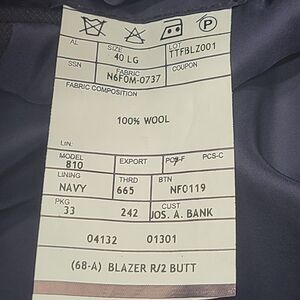 AL SIZE LOT
40 LG TTFBLZ001
SSN FABRIC COUPON
N6F0M-0737
FABRIC COMPOSITION
100% WOOL
LIN:
MODEL EXPORT POS-F PCS-C
810
LINING THRD BTN
NAVY 665 NF0119
PKG CUST
33 242 JOS. A. BANK
04132 01301
(68-A) BLAZER R/2 BUTT